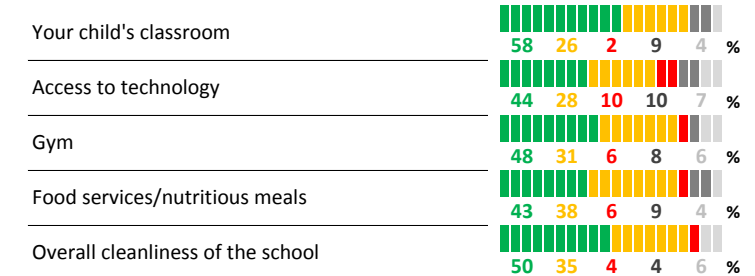 Your child's classroom
58 26 2 9 4 %
Access to technology
44 28 10 10 7 %
Gym
48 31 6 8 6 %
Food services/nutritious meals
43 38 6 9 4 %
Overall cleanliness of the school
50 35 4 4 6 %